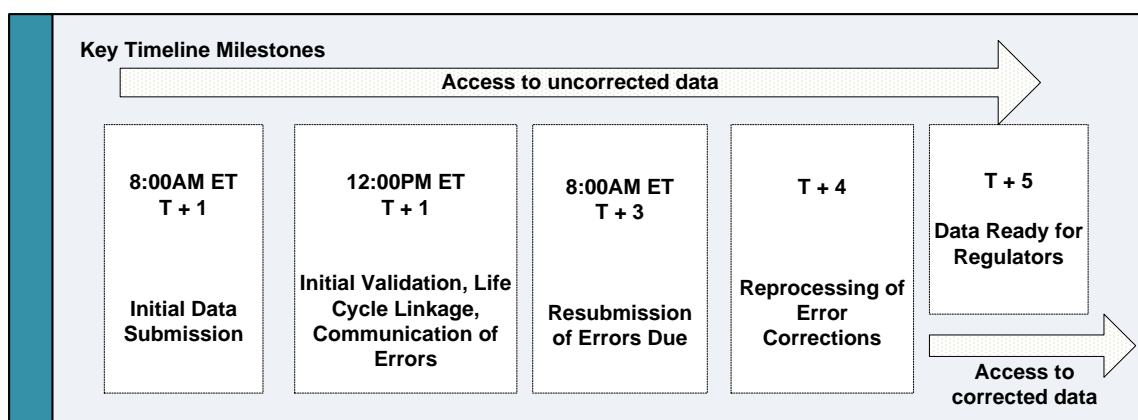 Key Timeline Milestones
Access to uncorrected data
8:00AM ET
T + 1
Initial Data
Submission
12:00PM ET
T + 1
Initial Validation, Life
Cycle Linkage,
Communication of
Errors
8:00AM ET
T + 3
Resubmission
of Errors Due
T + 4
Reprocessing of
Error
Corrections
T + 5
Data Ready for
Regulators
Access to
corrected data